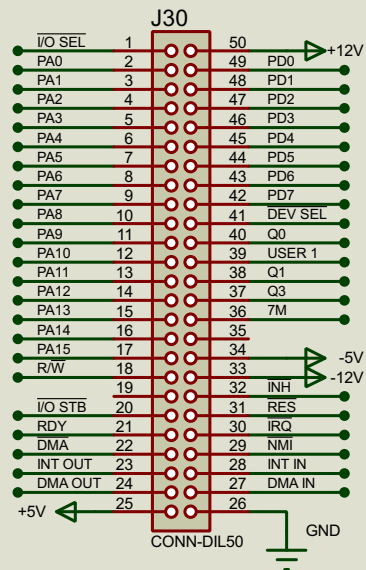 J30
I/O SEL 1 50 +12V
PA0 2 49 PD0
PA1 3 48 PD1
PA2 4 47 PD2
PA3 5 46 PD3
PA4 6 45 PD4
PA5 7 44 PD5
PA6 8 43 PD6
PA7 9 42 PD7
PA8 10 41 DEV SEL
PA9 11 40 Q0
PA10 12 39 USER 1
PA11 13 38 Q1
PA12 14 37 Q3
PA13 15 36 7M
PA14 16 35
PA15 17 34 -5V
R/W 18 33 -12V
19 32 INH
I/O STB 20 31 RES
RDY 21 30 IRQ
DMA 22 29 NMI
INT OUT 23 28 INT IN
DMA OUT 24 27 DMA IN
+5V 25 26
GND
CONN-DIL50